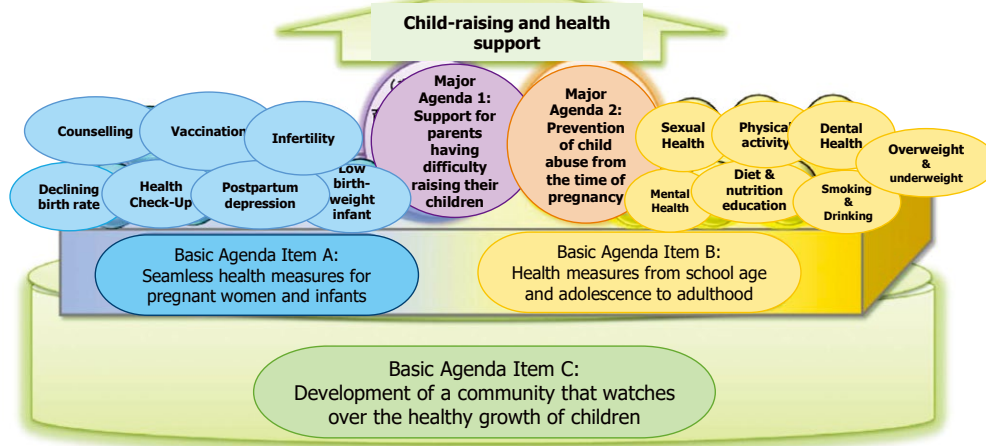 Child-raising and health
support
Major
Agenda 1:
Support for
parents
having
difficulty
raising their
children
Major
Agenda 2:
Prevention
of child
abuse from
the time of
pregnancy
Counselling
Vaccination
Infertility
Declining
birth rate
Health
Check-Up
Postpartum
depression
Low
birth-
weight
infant
Sexual
Health
Physical
activity
Dental
Health
Overweight
&
underweight
Mental
Health
Diet &
nutrition
education
Smoking
&
Drinking
Basic Agenda Item A:
Seamless health measures for
pregnant women and infants
Basic Agenda Item B:
Health measures from school age
and adolescence to adulthood
Basic Agenda Item C:
Development of a community that watches
over the healthy growth of children